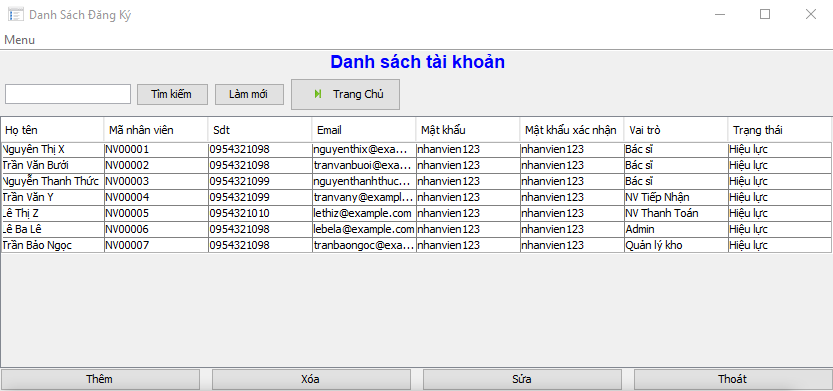 Danh Sách Đăng Ký
Menu
Danh sách tài khoản
Tìm kiếm Làm mới Trang Chủ
Họ tên Mã nhân viên Sdt Email Mật khẩu Mật khẩu xác nhận Vai trò Trạng thái
Nguyên Thị X NV00001 0954321098 nguyenthix@exa... nhanvien123 nhanvien123 Bác sĩ Hiệu lực
Trần Văn Bưởi NV00002 0954321098 tranvanbuoi@ex... nhanvien123 nhanvien123 Bác sĩ Hiệu lực
Nguyễn Thanh Thức NV00003 0954321099 nguyenthanhthuc... nhanvien123 nhanvien123 Bác sĩ Hiệu lực
Trần Văn Y NV00004 0954321099 tranvany@exampl... nhanvien123 nhanvien123 NV Tiếp Nhận Hiệu lực
Lê Thị Z NV00005 0954321010 lethiz@example.com nhanvien123 nhanvien123 NV Thanh Toán Hiệu lực
Lê Ba Lê NV00006 0954321098 lebela@example.com nhanvien123 nhanvien123 Admin Hiệu lực
Trần Bảo Ngọc NV00007 0954321098 tranbaongoc@exa... nhanvien123 nhanvien123 Quản lý kho Hiệu lực
Thêm Xóa Sửa Thoát